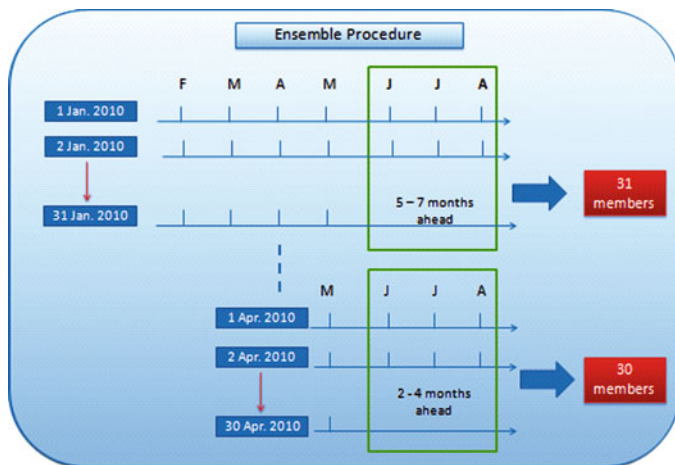 Ensemble Procedure
F M A M J J A
1 Jan. 2010
2 Jan. 2010
31 Jan. 2010
5 – 7 months
ahead
31
members
M J J A
1 Apr. 2010
2 Apr. 2010
30 Apr. 2010
2 - 4 months
ahead
30
members